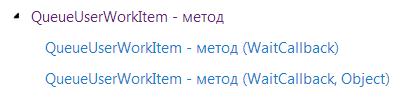 QueueUserWorkItem - метод
QueueUserWorkItem - метод (WaitCallback)
QueueUserWorkItem - метод (WaitCallback, Object)